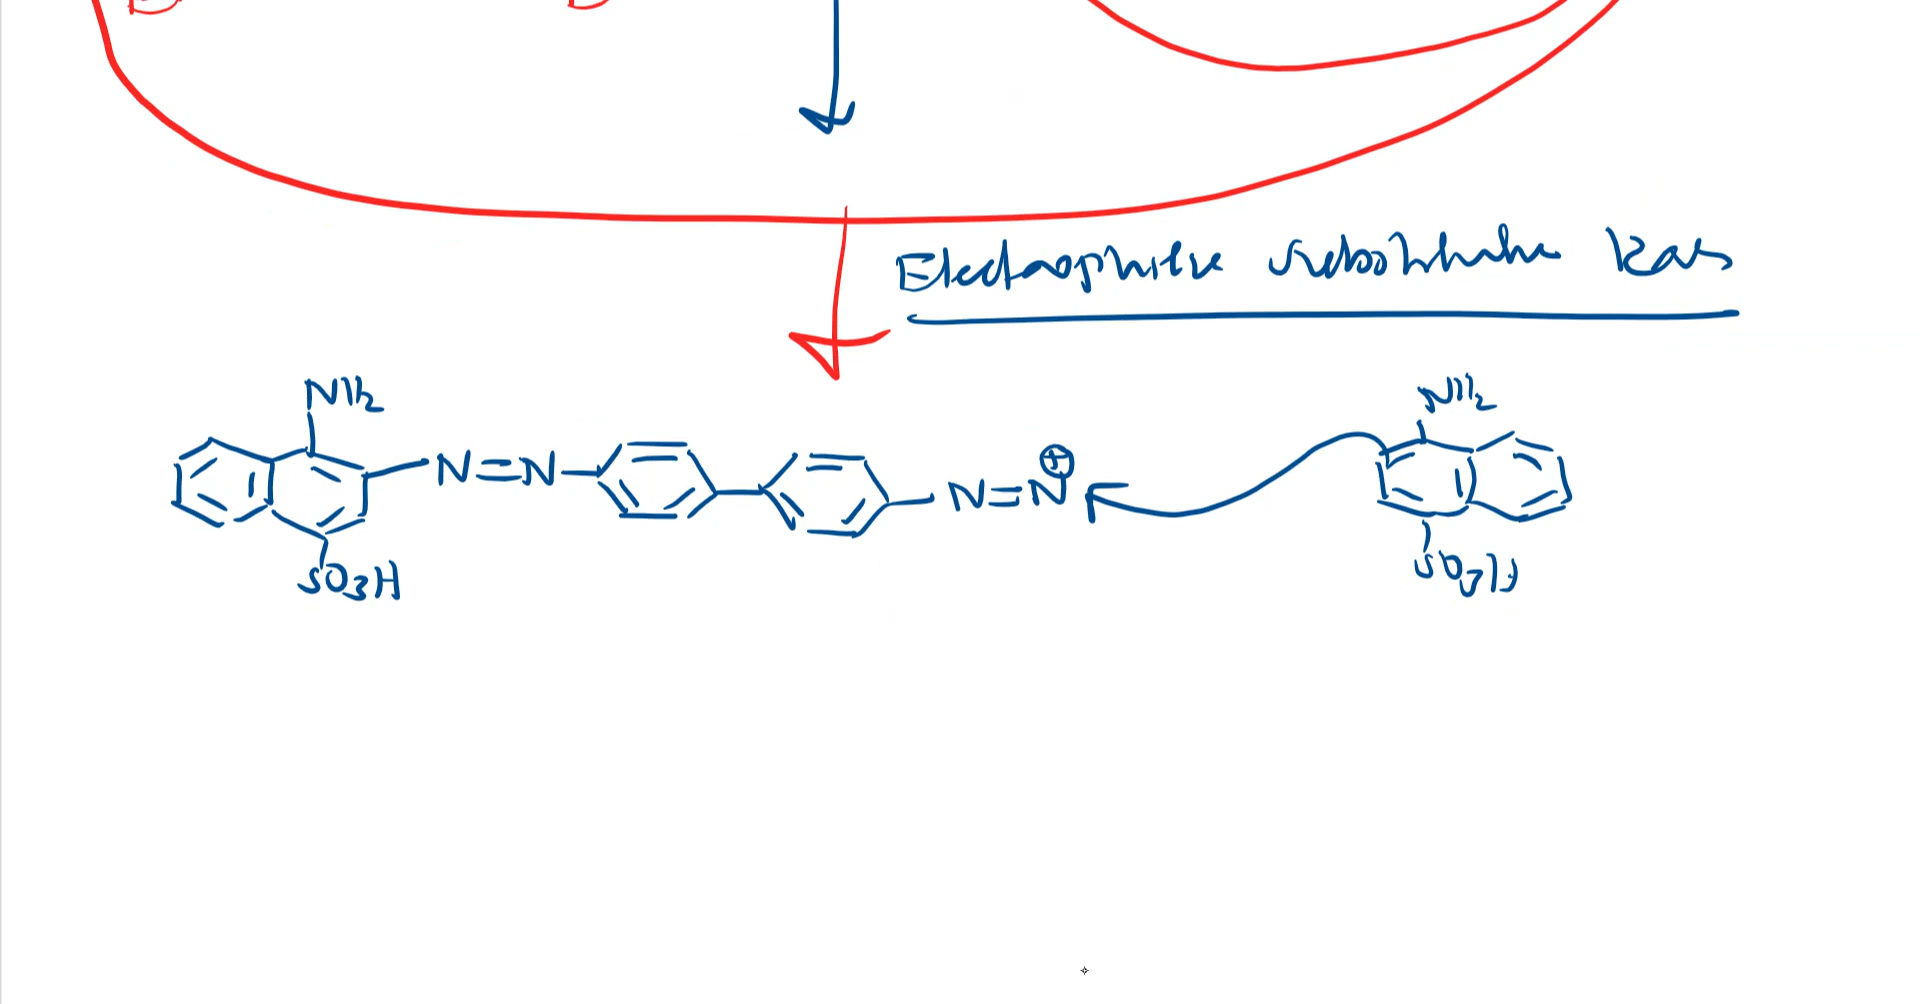 Electrophilic substitution Rxn
NH2 NH2
N=N N=N⊕
SO3H SO3H